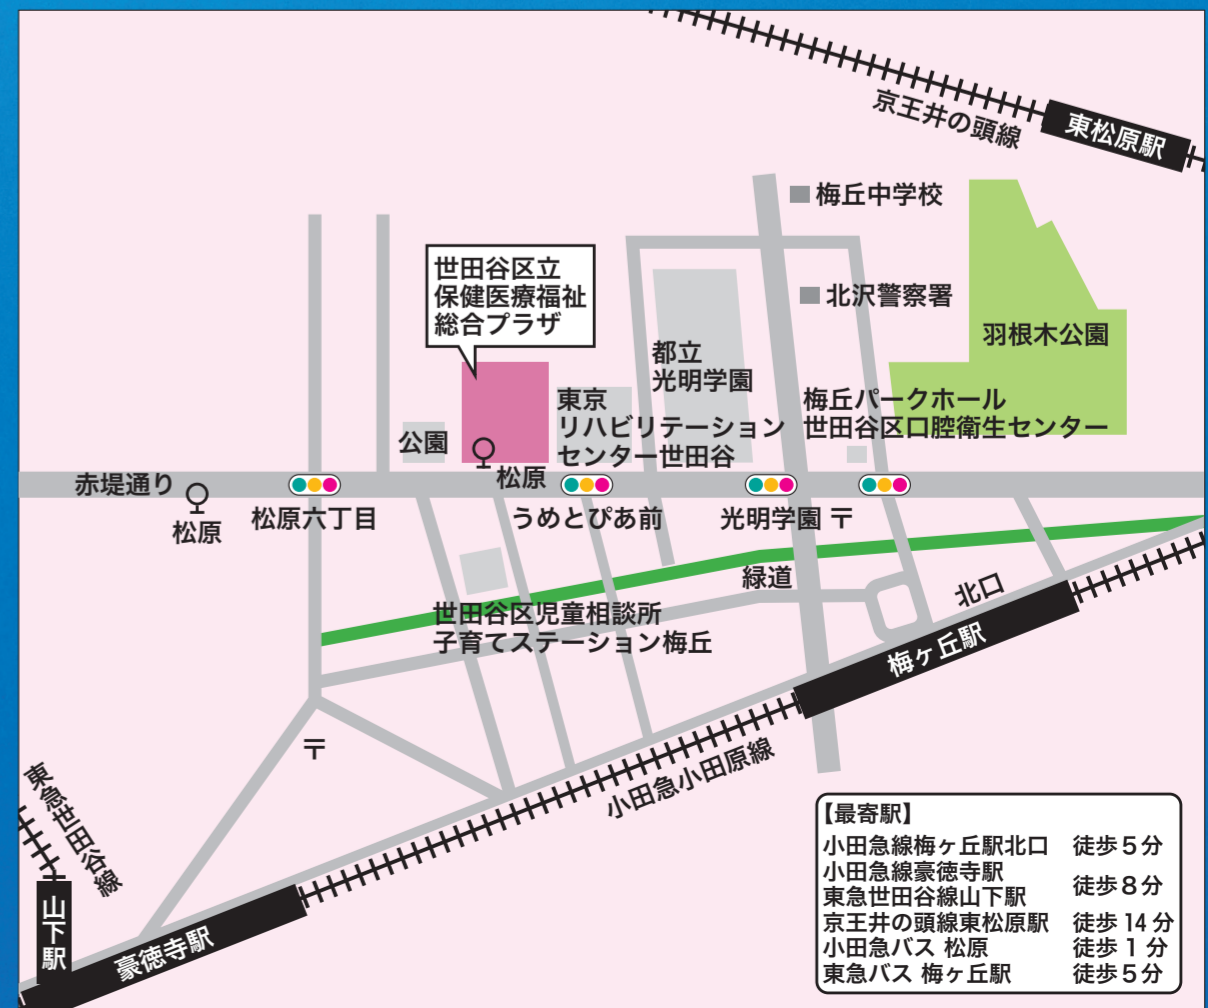 京王井の頭線
東松原駅
梅丘中学校
世田谷区立
保健医療福祉
総合プラザ
北沢警察署
羽根木公園
都立
光明学園
東京
リハビリテーション
センター世田谷
梅丘パークホール
世田谷区口腔衛生センター
公園
松原
赤堤通り
松原
松原六丁目
うめとぴあ前
光明学園 〒
緑道
北口
世田谷区児童相談所
子育てステーション梅丘
梅ヶ丘駅
〒
小田急小田原線
東急世田谷線
山下駅
豪徳寺駅
【最寄駅】
小田急線梅ヶ丘駅北口 徒歩5分
小田急線豪徳寺駅
東急世田谷線山下駅 徒歩8分
京王井の頭線東松原駅 徒歩14分
小田急バス 松原 徒歩1分
東急バス 梅ヶ丘駅 徒歩5分